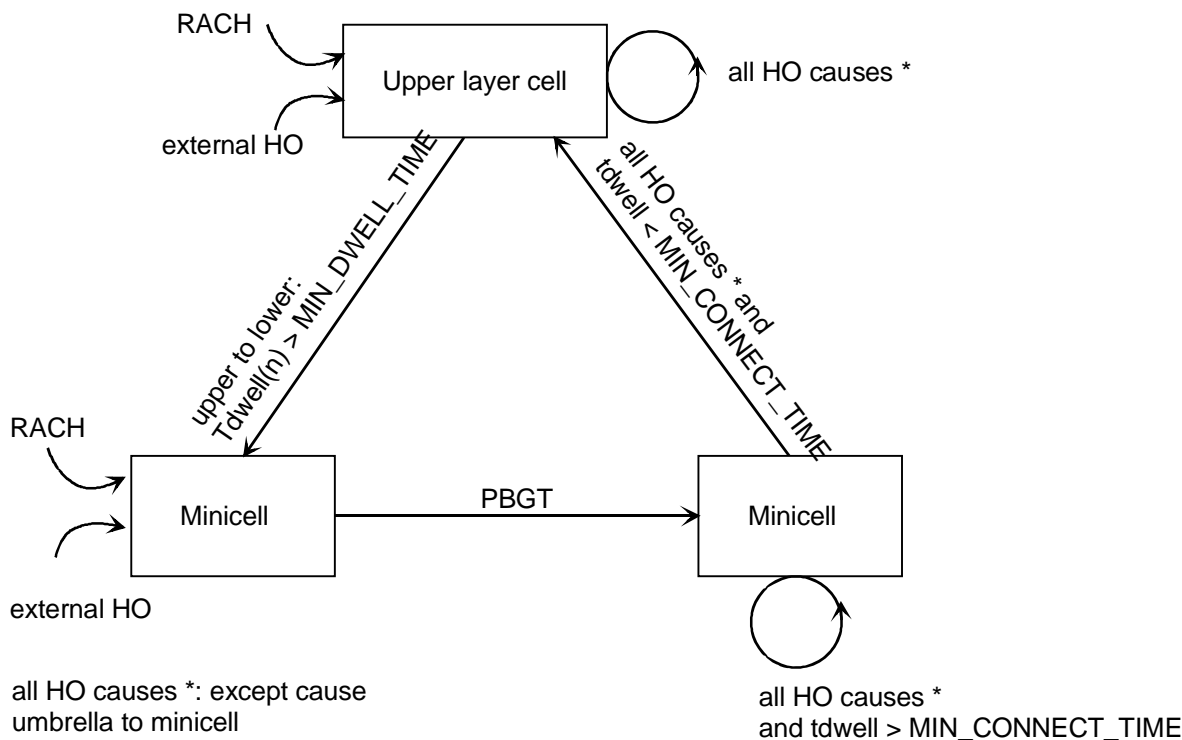 RACH
Upper layer cell
all HO causes *
external HO
upper to lower:
Tdwell(n) > MIN_DWELL_TIME
all HO causes * and
tdwell < MIN_CONNECT_TIME
RACH
Minicell
PBGT
Minicell
external HO
all HO causes *: except cause
umbrella to minicell
all HO causes *
and tdwell > MIN_CONNECT_TIME